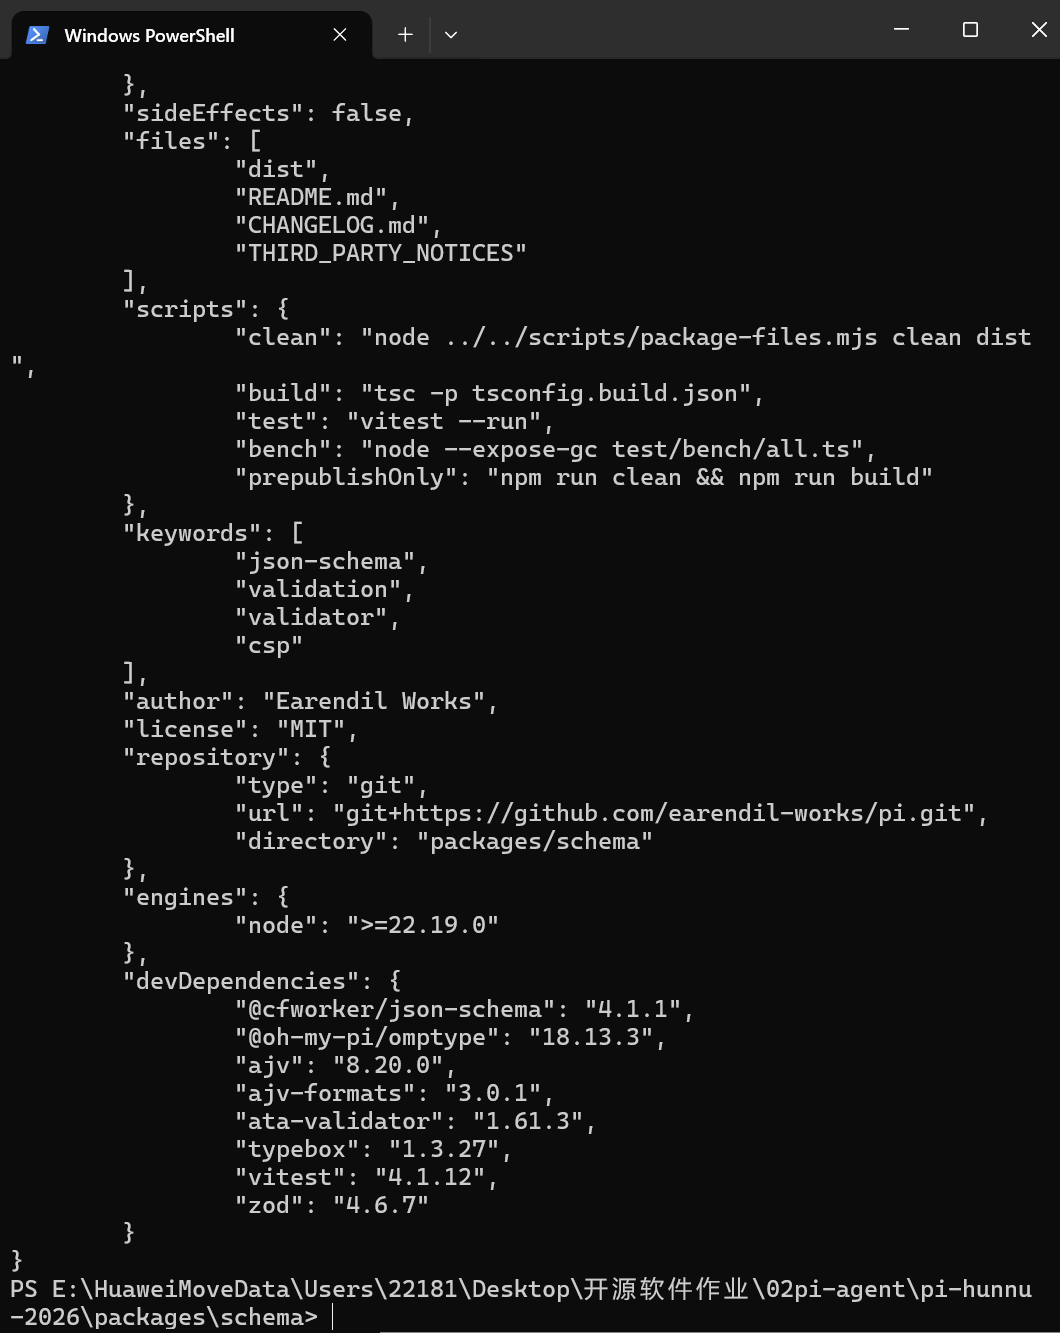 Windows PowerShell
},
"sideEffects": false,
"files": [
"dist",
"README.md",
"CHANGELOG.md",
"THIRD_PARTY_NOTICES"
],
"scripts": {
"clean": "node ../../scripts/package-files.mjs clean dist
",
"build": "tsc -p tsconfig.build.json",
"test": "vitest --run",
"bench": "node --expose-gc test/bench/all.ts",
"prepublishOnly": "npm run clean && npm run build"
},
"keywords": [
"json-schema",
"validation",
"validator",
"csp"
],
"author": "Earendil Works",
"license": "MIT",
"repository": {
"type": "git",
"url": "git+https://github.com/earendil-works/pi.git",
"directory": "packages/schema"
},
"engines": {
"node": ">=22.19.0"
},
"devDependencies": {
"@cfworker/json-schema": "4.1.1",
"@oh-my-pi/omptype": "18.13.3",
"ajv": "8.20.0",
"ajv-formats": "3.0.1",
"ata-validator": "1.61.3",
"typebox": "1.3.27",
"vitest": "4.1.12",
"zod": "4.6.7"
}
}
PS E:\HuaweiMoveData\Users\22181\Desktop\开源软件作业\02pi-agent\pi-hunnu
-2026\packages\schema>